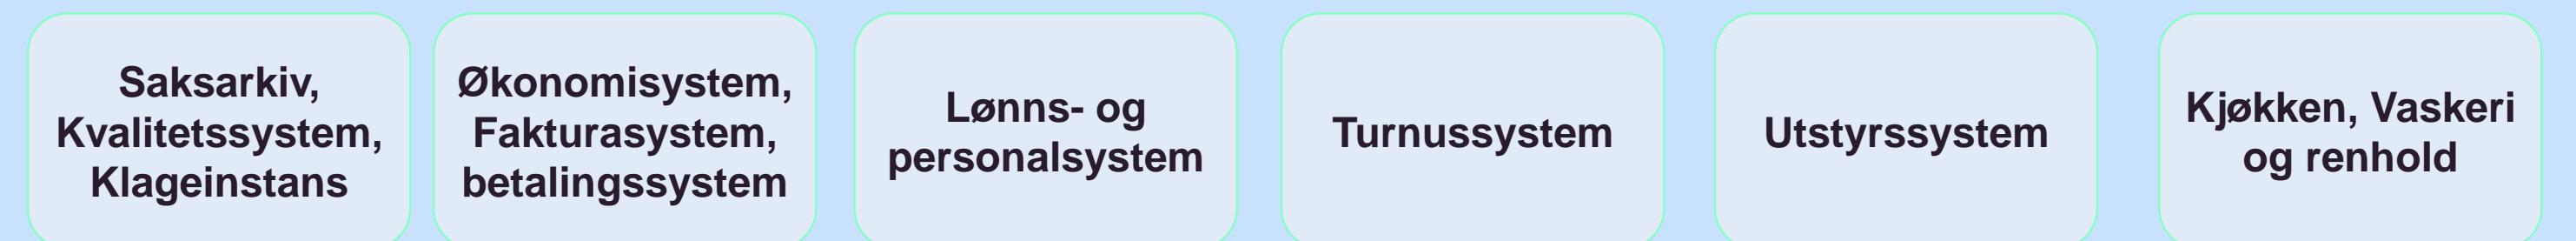 Saksarkiv,
Kvalitetssystem,
Klageinstans
Økonomisystem,
Fakturasystem,
betalingssystem
Lønns- og
personalsystem
Turnussystem
Utstyrssystem
Kjøkken, Vaskeri
og renhold